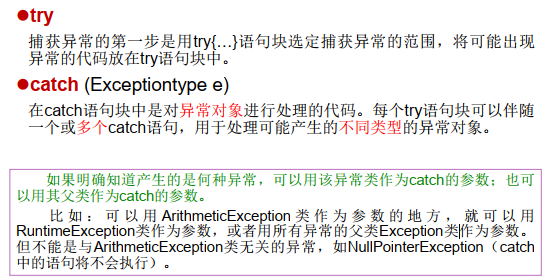 ●try
捕获异常的第一步是用try{…}语句块选定捕获异常的范围，将可能出现
异常的代码放在try语句块中。
●catch (Exceptiontype e)
在catch语句块中是对异常对象进行处理的代码。每个try语句块可以伴随
一个或多个catch语句，用于处理可能产生的不同类型的异常对象。
如果明确知道产生的是何种异常，可以用该异常类作为catch的参数；也可
以用其父类作为catch的参数。
比如：可以用ArithmeticException类作为参数的地方，就可以用
RuntimeException类作为参数，或者用所有异常的父类Exception类作为参数。
但不能是与ArithmeticException类无关的异常，如NullPointerException（catch
中的语句将不会执行）。